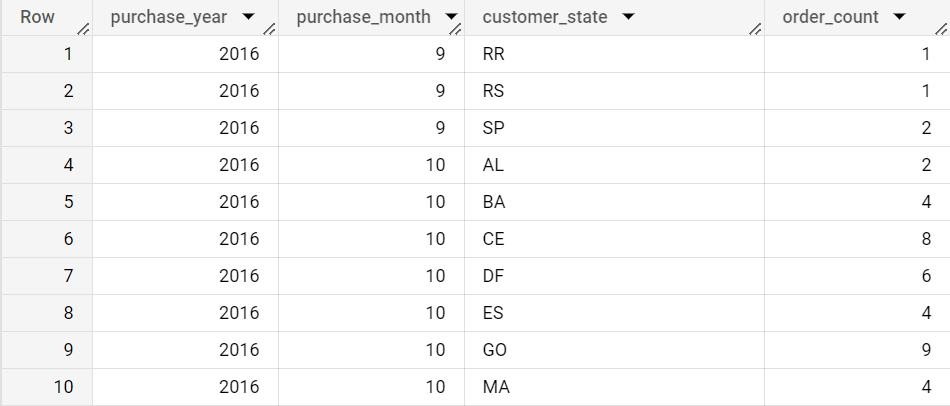 Row purchase_year purchase_month customer_state order_count
1 2016 9 RR 1
2 2016 9 RS 1
3 2016 9 SP 2
4 2016 10 AL 2
5 2016 10 BA 4
6 2016 10 CE 8
7 2016 10 DF 6
8 2016 10 ES 4
9 2016 10 GO 9
10 2016 10 MA 4